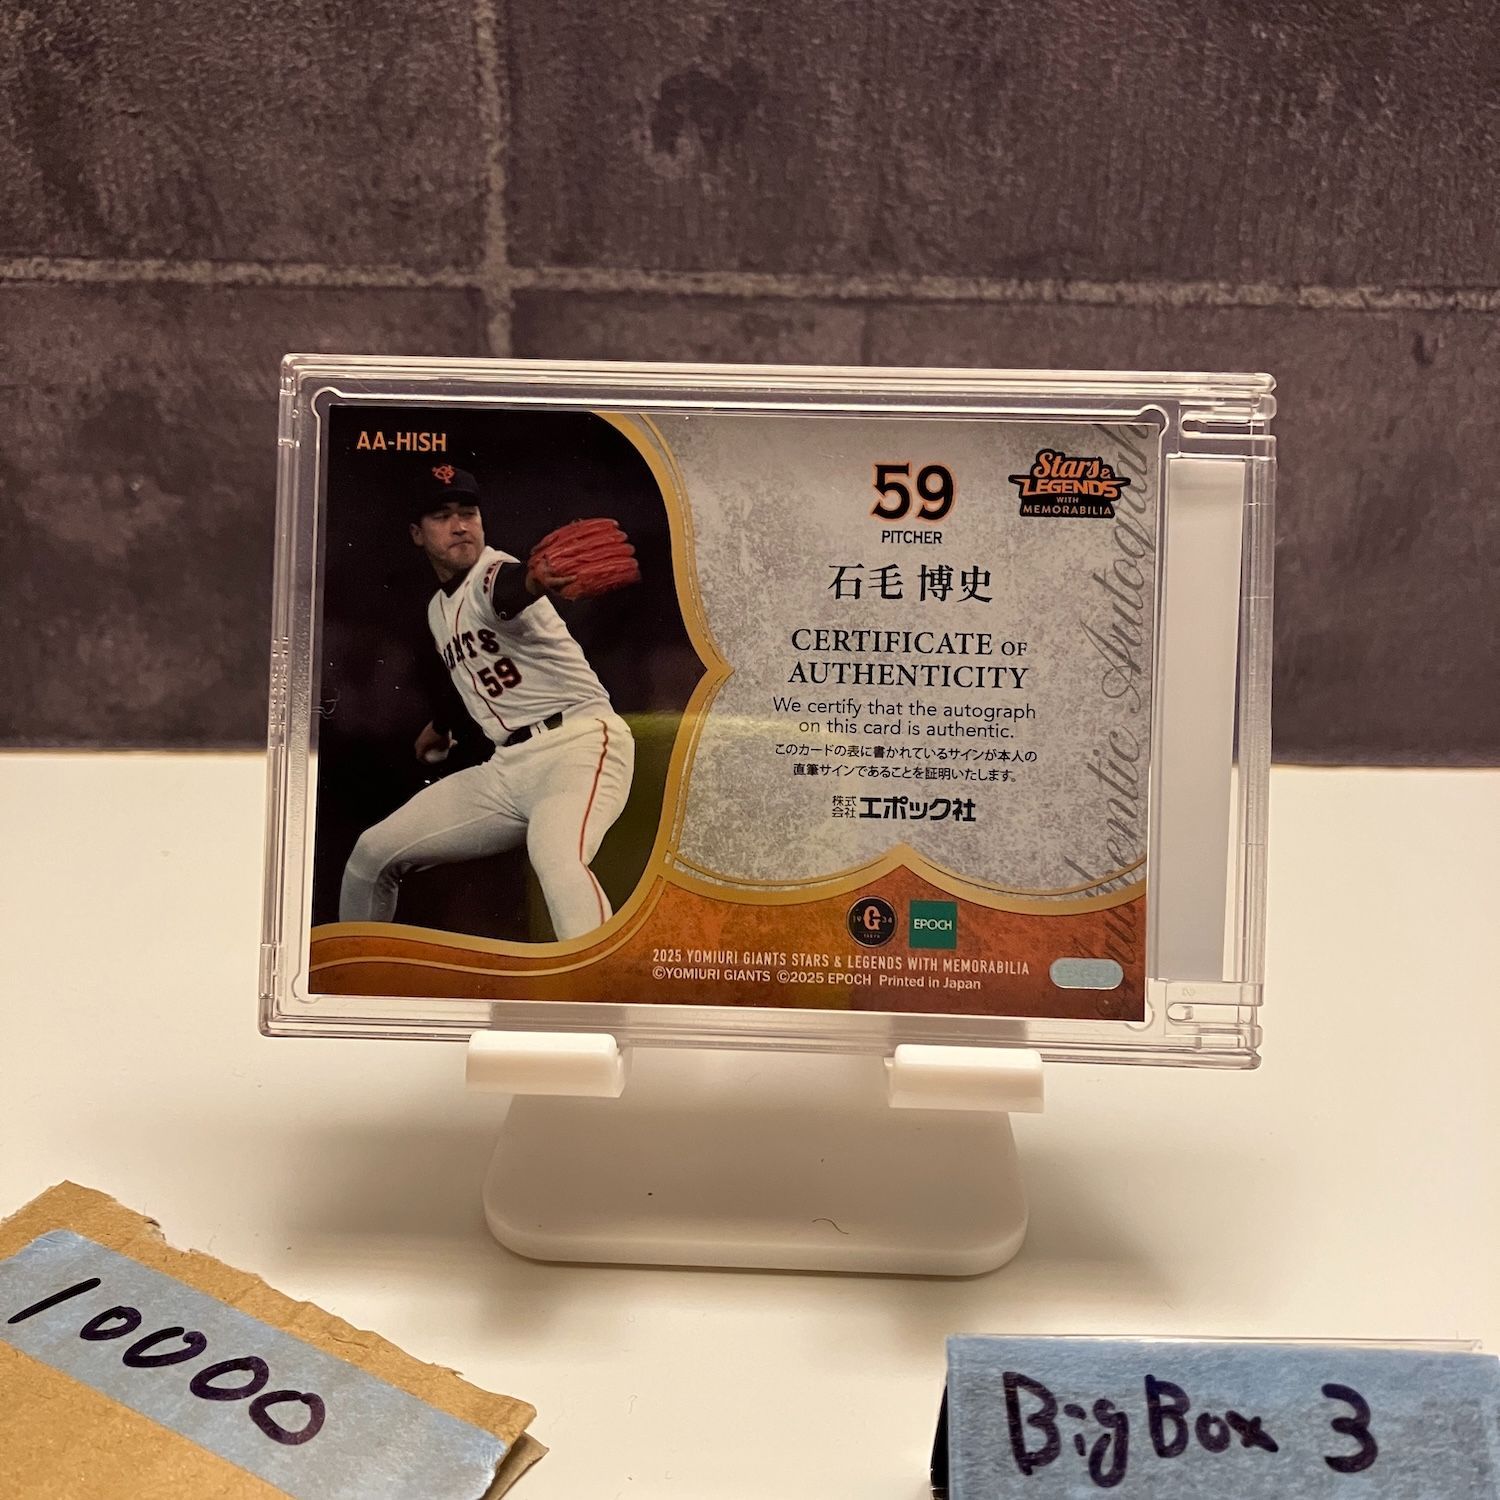 AA-HISH
GIANTS
59
59
PITCHER
石毛 博史
Stars &
LEGENDS
WITH
MEMORABILIA
CERTIFICATE OF
AUTHENTICITY
We certify that the autograph
on this card is authentic.
このカードの表に書かれているサインが本人の
直筆サインであることを証明いたします。
株式会社 エポック社
Authentic Autograph
19 G 34
EPOCH
2025 YOMIURI GIANTS STARS & LEGENDS WITH MEMORABILIA
©YOMIURI GIANTS ©2025 EPOCH Printed in Japan
10000
BigBox 3